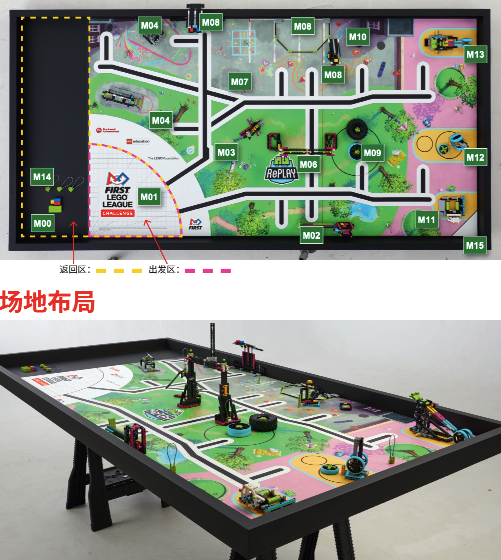 M04
M08
M08
M10
M13
M07
M08
M04
M03
M06
M09
M12
M14
M00
M01
FIRST
LEGO
LEAGUE
CHALLENGE
RePLAY
FIRST
M02
M11
M15
返回区：
出发区：
场地布局